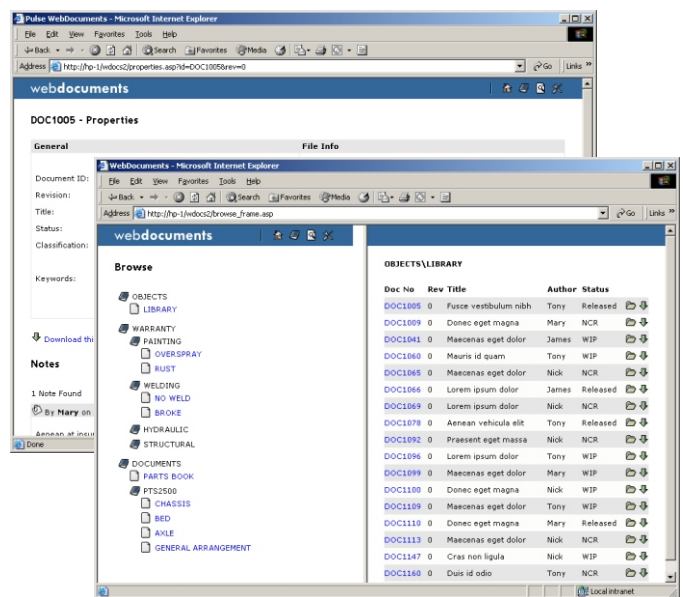 Pulse WebDocuments - Microsoft Internet Explorer
File Edit View Favorites Tools Help
Back Search Favorites Media
Address http://hp-1/wdocs2/properties.asp?id=DOC1005&rev=0 Go Links »
webdocuments
DOC1005 - Properties
General File Info
Document ID:
Revision:
Title:
Status:
Classification:
Keywords:
Download thi
Notes
1 Note Found
By Mary on
Aenean at ipsu
Done
WebDocuments - Microsoft Internet Explorer
File Edit View Favorites Tools Help
Back Search Favorites Media
Address http://hp-1/wdocs2/browse_frame.asp Go Links »
webdocuments
Browse
OBJECTS
LIBRARY
WARRANTY
PAINTING
OVERSPRAY
RUST
WELDING
NO WELD
BROKE
HYDRAULIC
STRUCTURAL
DOCUMENTS
PARTS BOOK
PTS2500
CHASSIS
BED
AXLE
GENERAL ARRANGEMENT
OBJECTS\LIBRARY
Doc No Rev Title Author Status
DOC1005 0 Fusce vestibulum nibh Tony Released
DOC1009 0 Donec eget magna Mary NCR
DOC1041 0 Maecenas eget dolor James WIP
DOC1060 0 Mauris id quam Tony WIP
DOC1065 0 Maecenas eget dolor Nick NCR
DOC1066 0 Lorem ipsum dolor James Released
DOC1069 0 Lorem ipsum dolor Nick NCR
DOC1078 0 Aenean vehicula elit Tony Released
DOC1092 0 Praesent eget massa Nick NCR
DOC1096 0 Lorem ipsum dolor Tony WIP
DOC1099 0 Maecenas eget dolor Mary WIP
DOC1100 0 Donec eget magna Nick WIP
DOC1109 0 Maecenas eget dolor Tony WIP
DOC1110 0 Donec eget magna Mary Released
DOC1113 0 Maecenas eget dolor Nick NCR
DOC1147 0 Cras non ligula Nick WIP
DOC1160 0 Duis id odio Tony NCR
Local intranet